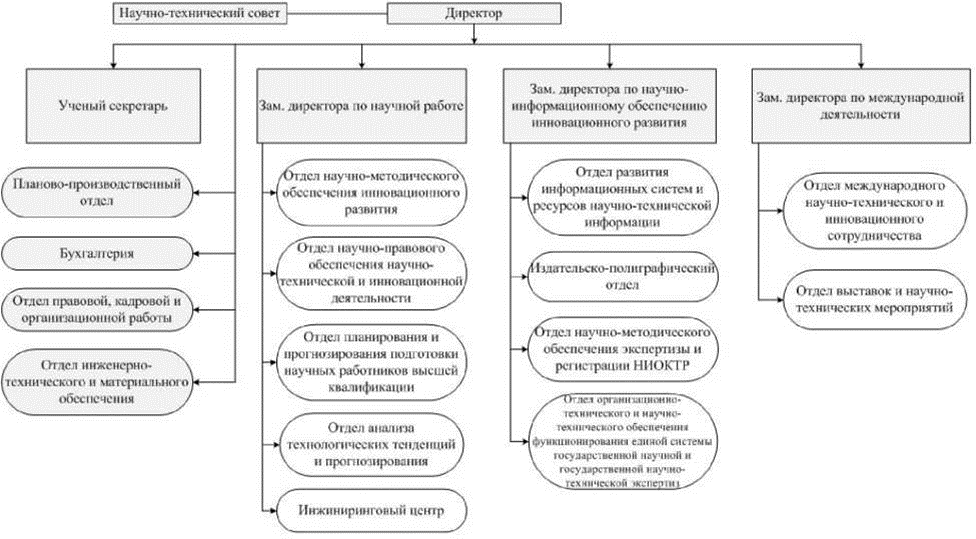 Научно-технический совет
Директор
Ученый секретарь
Зам. директора по научной работе
Зам. директора по научно-
информационному обеспечению
инновационного развития
Зам. директора по международной
деятельности
Планово-производственный
отдел
Бухгалтерия
Отдел правовой, кадровой и
организационной работы
Отдел инженерно-
технического и материального
обеспечения
Отдел научно-методического
обеспечения инновационного
развития
Отдел научно-правового
обеспечения научно-
технической и инновационной
деятельности
Отдел планирования и
прогнозирования подготовки
научных работников высшей
квалификации
Отдел анализа
технологических тенденций
и прогнозирования
Инжиниринговый центр
Отдел развития
информационных систем и
ресурсов научно-технической
информации
Издательско-полиграфический
отдел
Отдел научно-методического
обеспечения экспертизы и
регистрации НИОКТР
Отдел организационно-
технического и научно-
технического обеспечения
функционирования единой системы
государственной научной и
государственной научно-
технической экспертиз
Отдел международного
научно-технического и
инновационного
сотрудничества
Отдел выставок и научно-
технических мероприятий